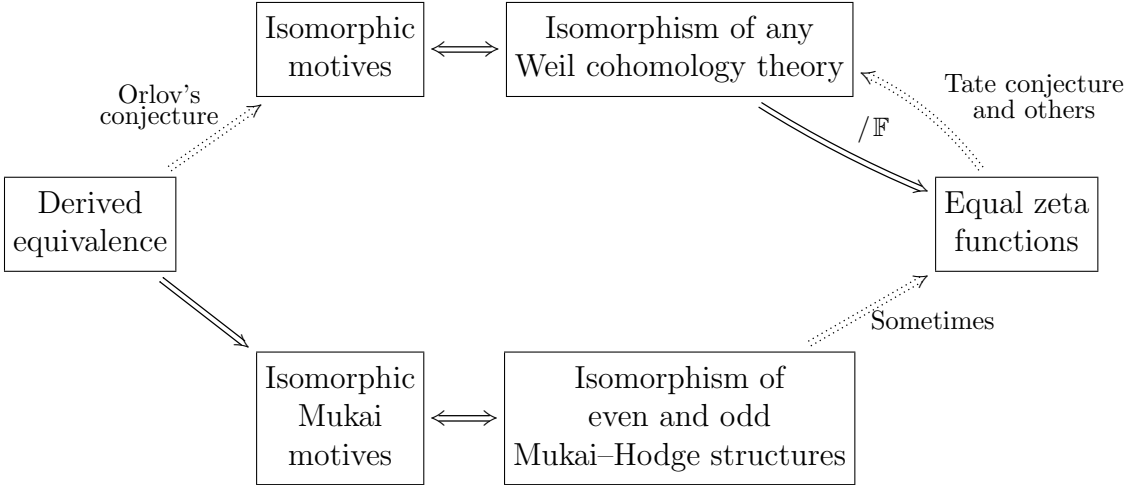 Isomorphic
motives
Isomorphism of any
Weil cohomology theory
Orlov's
conjecture
Tate conjecture
and others
/ 𝔽
Derived
equivalence
Equal zeta
functions
Sometimes
Isomorphic
Mukai
motives
Isomorphism of
even and odd
Mukai–Hodge structures